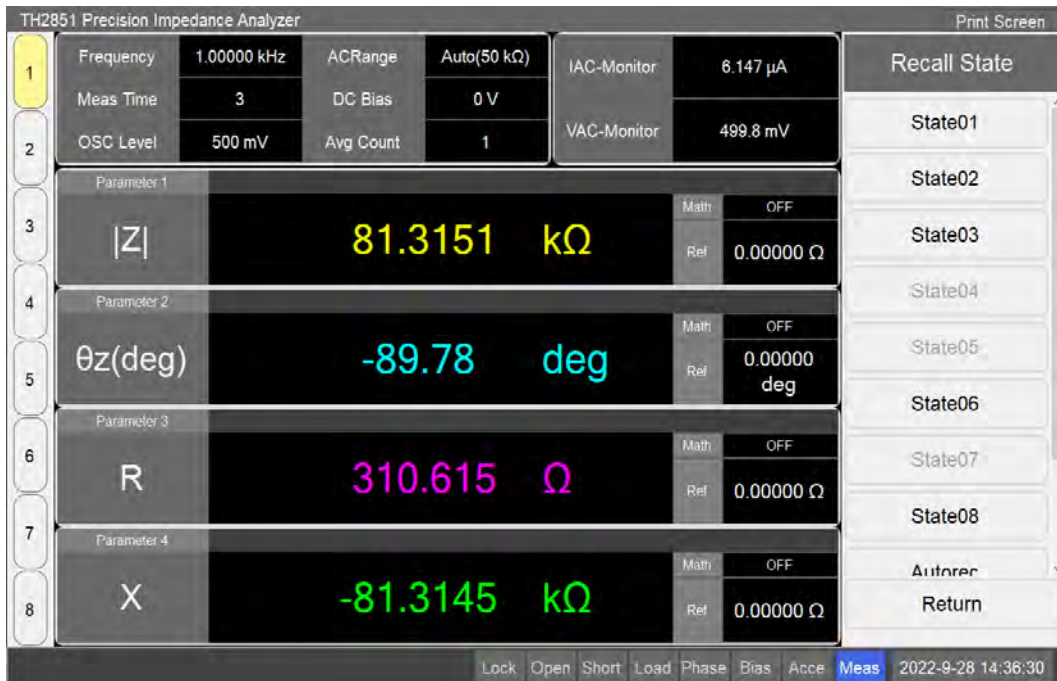 TH2851 Precision Impedance Analyzer
Print Screen
1
2
3
4
5
6
7
8
Frequency 1.00000 kHz ACRange Auto(50 kΩ)
Meas Time 3 DC Bias 0 V
OSC Level 500 mV Avg Count 1
IAC-Monitor 6.147 µA
VAC-Monitor 499.8 mV
Parameter 1
|Z| 81.3151 kΩ
Math OFF
Ref 0.00000 Ω
Parameter 2
θz(deg) -89.78 deg
Math OFF
Ref 0.00000
deg
Parameter 3
R 310.615 Ω
Math OFF
Ref 0.00000 Ω
Parameter 4
X -81.3145 kΩ
Math OFF
Ref 0.00000 Ω
Recall State
State01
State02
State03
State04
State05
State06
State07
State08
Autorec
Return
Lock Open Short Load Phase Bias Acce Meas 2022-9-28 14:36:30